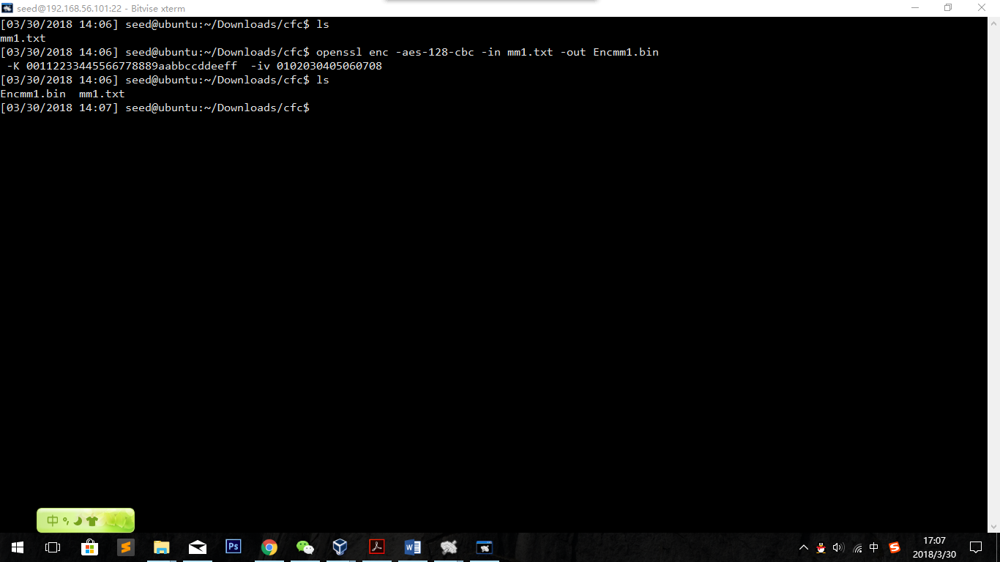 seed@192.168.56.101:22 - Bitvise xterm
[03/30/2018 14:06] seed@ubuntu:~/Downloads/cfc$ ls
mm1.txt
[03/30/2018 14:06] seed@ubuntu:~/Downloads/cfc$ openssl enc -aes-128-cbc -in mm1.txt -out Encmm1.bin
 -K 00112233445566778889aabbccddeeff  -iv 0102030405060708
[03/30/2018 14:06] seed@ubuntu:~/Downloads/cfc$ ls
Encmm1.bin  mm1.txt
[03/30/2018 14:07] seed@ubuntu:~/Downloads/cfc$
中
Ps
W
中
S
17:07
2018/3/30